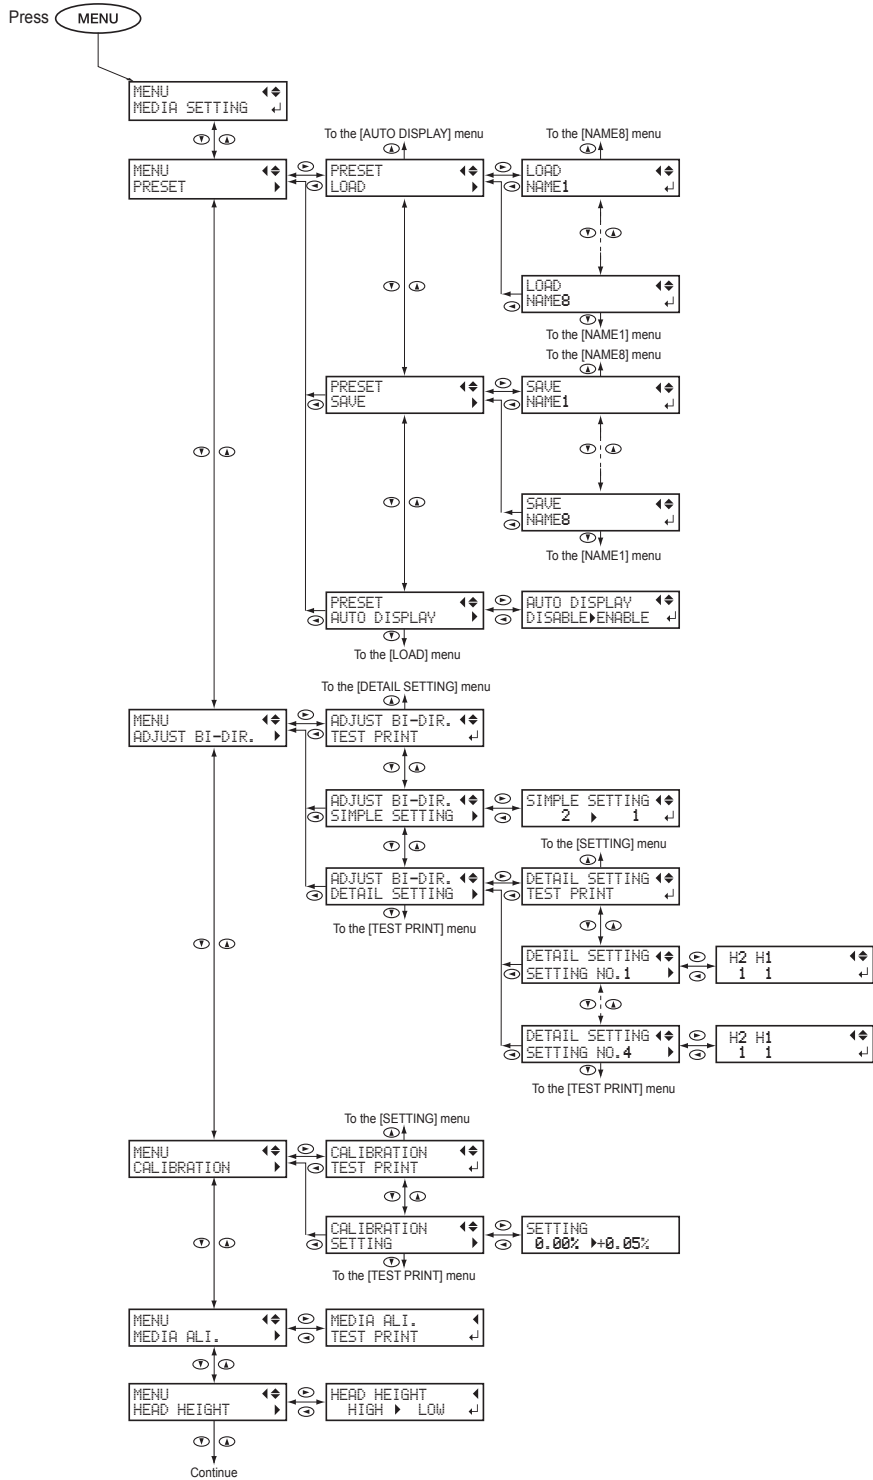 Press MENU
MENU
MEDIA SETTING
To the [AUTO DISPLAY] menu
To the [NAME8] menu
MENU
PRESET
PRESET
LOAD
LOAD
NAME1
LOAD
NAME8
To the [NAME1] menu
To the [NAME8] menu
PRESET
SAVE
SAVE
NAME1
SAVE
NAME8
To the [NAME1] menu
PRESET
AUTO DISPLAY
AUTO DISPLAY
DISABLE▶ENABLE
To the [LOAD] menu
To the [DETAIL SETTING] menu
MENU
ADJUST BI-DIR.
ADJUST BI-DIR.
TEST PRINT
ADJUST BI-DIR.
SIMPLE SETTING
SIMPLE SETTING
2 ▶ 1
To the [SETTING] menu
ADJUST BI-DIR.
DETAIL SETTING
DETAIL SETTING
TEST PRINT
To the [TEST PRINT] menu
DETAIL SETTING
SETTING NO.1
H2 H1
1 1
DETAIL SETTING
SETTING NO.4
H2 H1
1 1
To the [TEST PRINT] menu
To the [SETTING] menu
MENU
CALIBRATION
CALIBRATION
TEST PRINT
CALIBRATION
SETTING
SETTING
0.00% ▶+0.05%
To the [TEST PRINT] menu
MENU
MEDIA ALI.
MEDIA ALI.
TEST PRINT
MENU
HEAD HEIGHT
HEAD HEIGHT
HIGH ▶ LOW
Continue